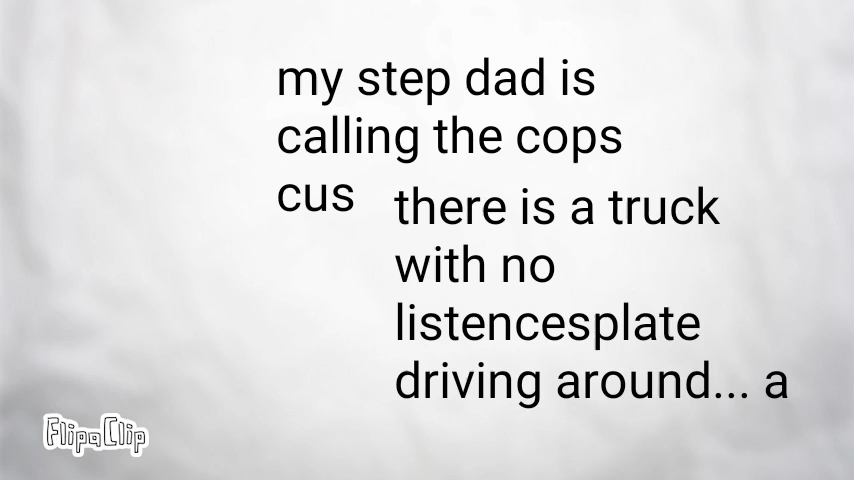 my step dad is
calling the cops
cus
there is a truck
with no
listencesplate
driving around... a
FlipaClip